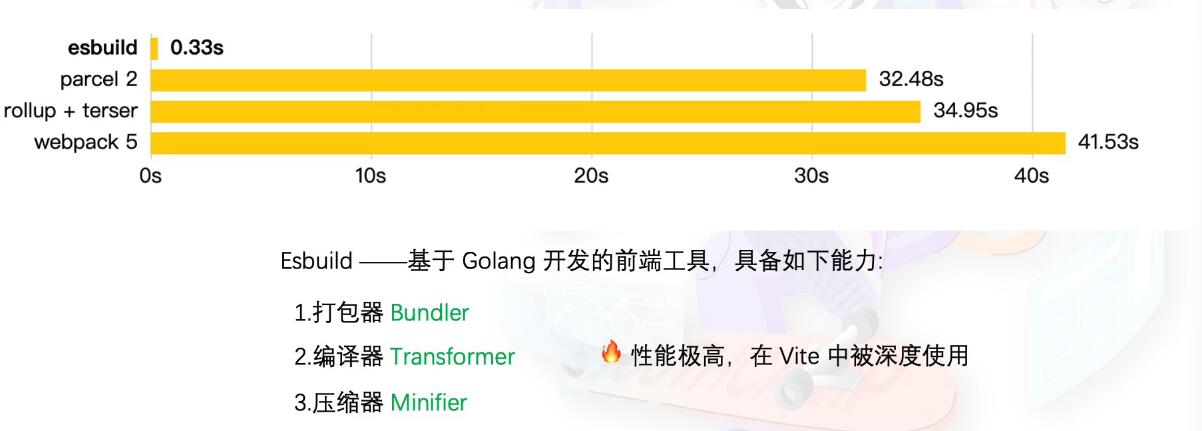 esbuild 0.33s
parcel 2 32.48s
rollup + terser 34.95s
webpack 5 41.53s
0s 10s 20s 30s 40s
Esbuild ——基于 Golang 开发的前端工具，具备如下能力:
1.打包器 Bundler
2.编译器 Transformer
🔥 性能极高，在 Vite 中被深度使用
3.压缩器 Minifier